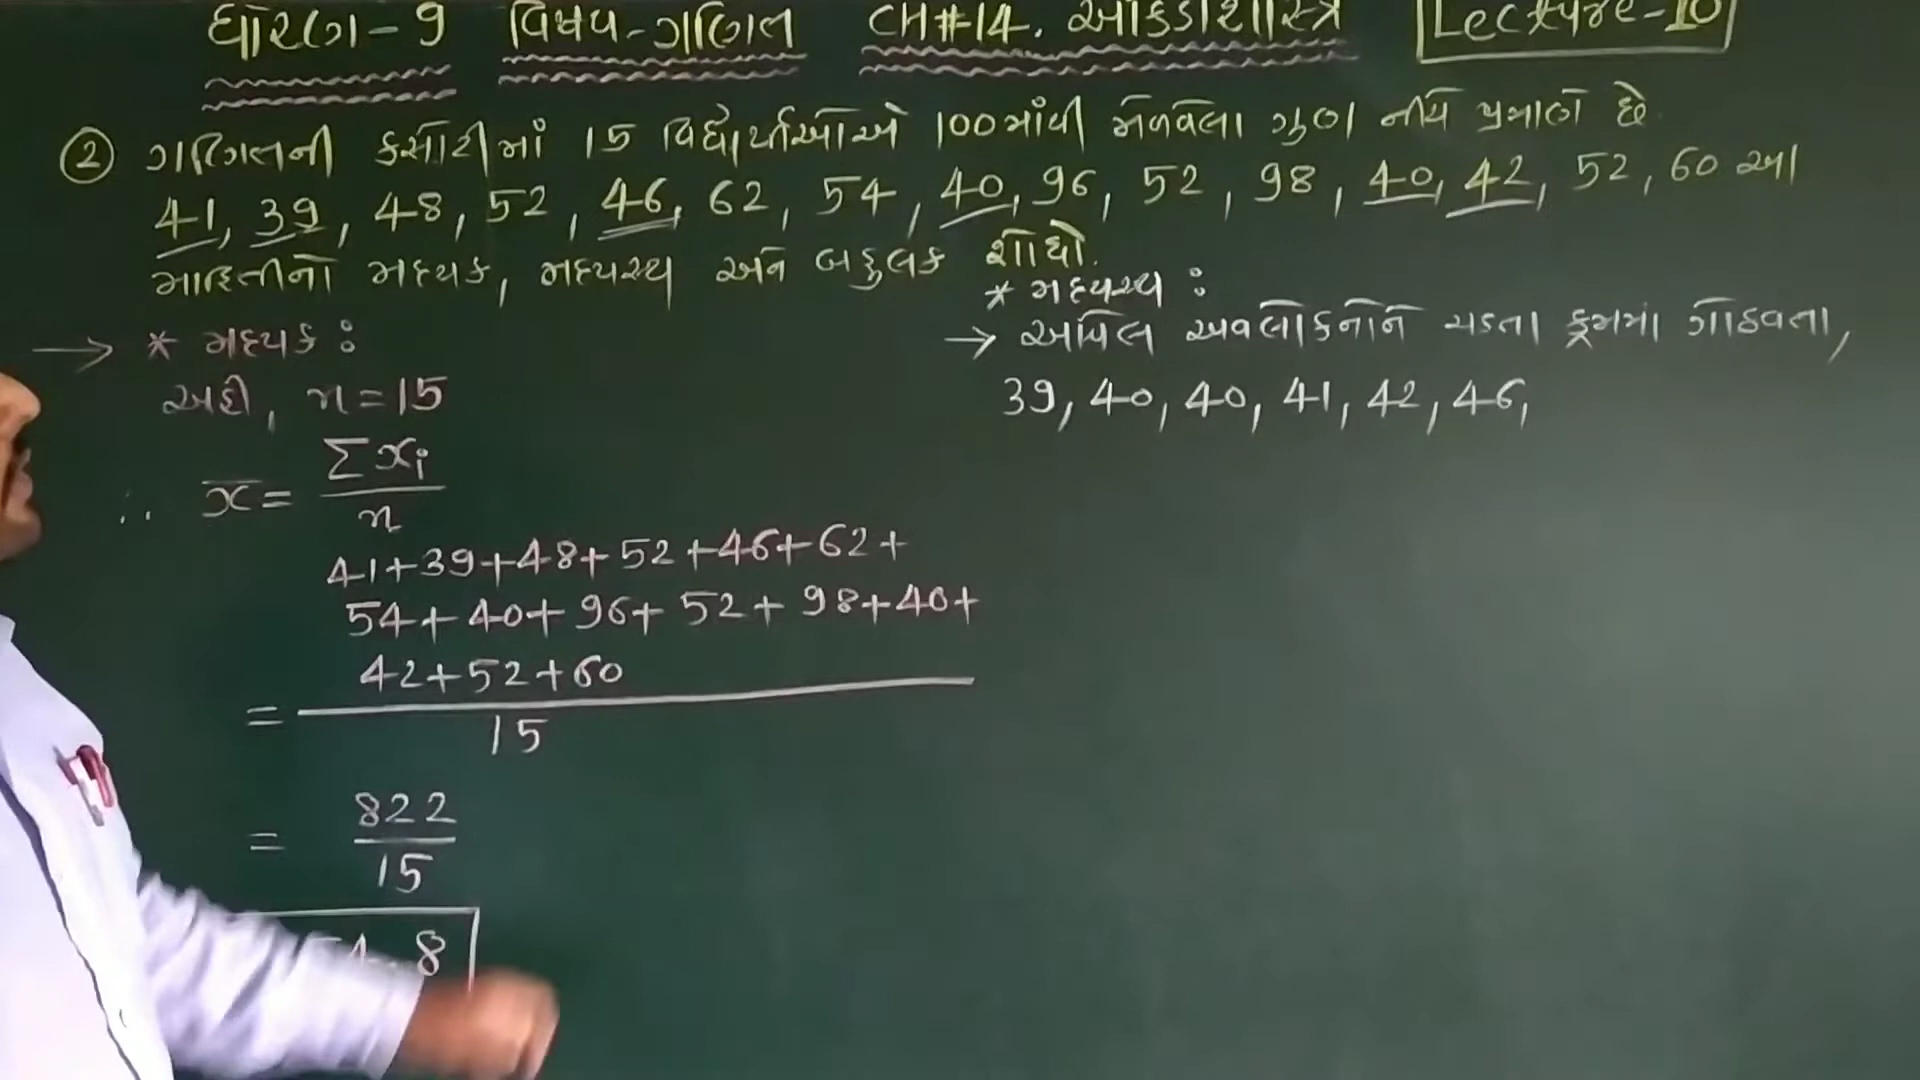 ધોરણ-9 વિષય-ગણિત CH#14. આંકડાશાસ્ત્ર Lecture-10
② ગણિતની કસોટીમાં 15 વિદ્યાર્થીઓએ 100માંથી મેળવેલા ગુણ નીચે પ્રમાણે છે.
41, 39, 48, 52, 46, 62, 54, 40, 96, 52, 98, 40, 42, 52, 60 આ
માહિતીનો મધ્યક, મધ્યસ્થ અને બહુલક શોધો.
→ * મધ્યક :
અહીં, n=15
∴ x̄ = Σxᵢ / n
= 41+39+48+52+46+62+
54+40+96+52+98+40+
42+52+60
15
= 822 / 15
54.8
* મધ્યસ્થ :
→ આપેલ અવલોકનોને ચડતા ક્રમમાં ગોઠવતા,
39, 40, 40, 41, 42, 46,